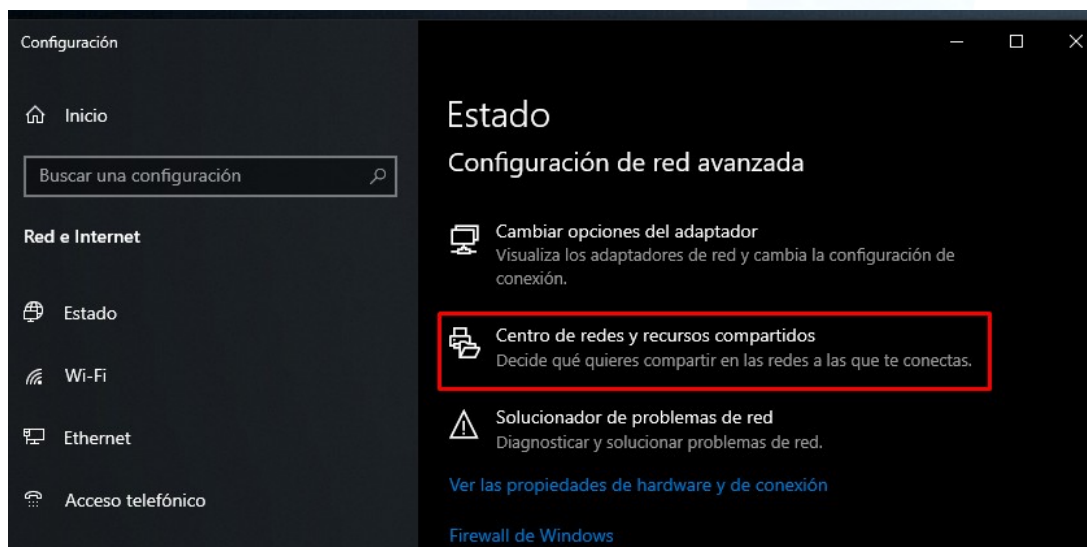 Configuración
Inicio
Buscar una configuración
Red e Internet
Estado
Wi-Fi
Ethernet
Acceso telefónico
Estado
Configuración de red avanzada
Cambiar opciones del adaptador
Visualiza los adaptadores de red y cambia la configuración de
conexión.
Centro de redes y recursos compartidos
Decide qué quieres compartir en las redes a las que te conectas.
Solucionador de problemas de red
Diagnosticar y solucionar problemas de red.
Ver las propiedades de hardware y de conexión
Firewall de Windows